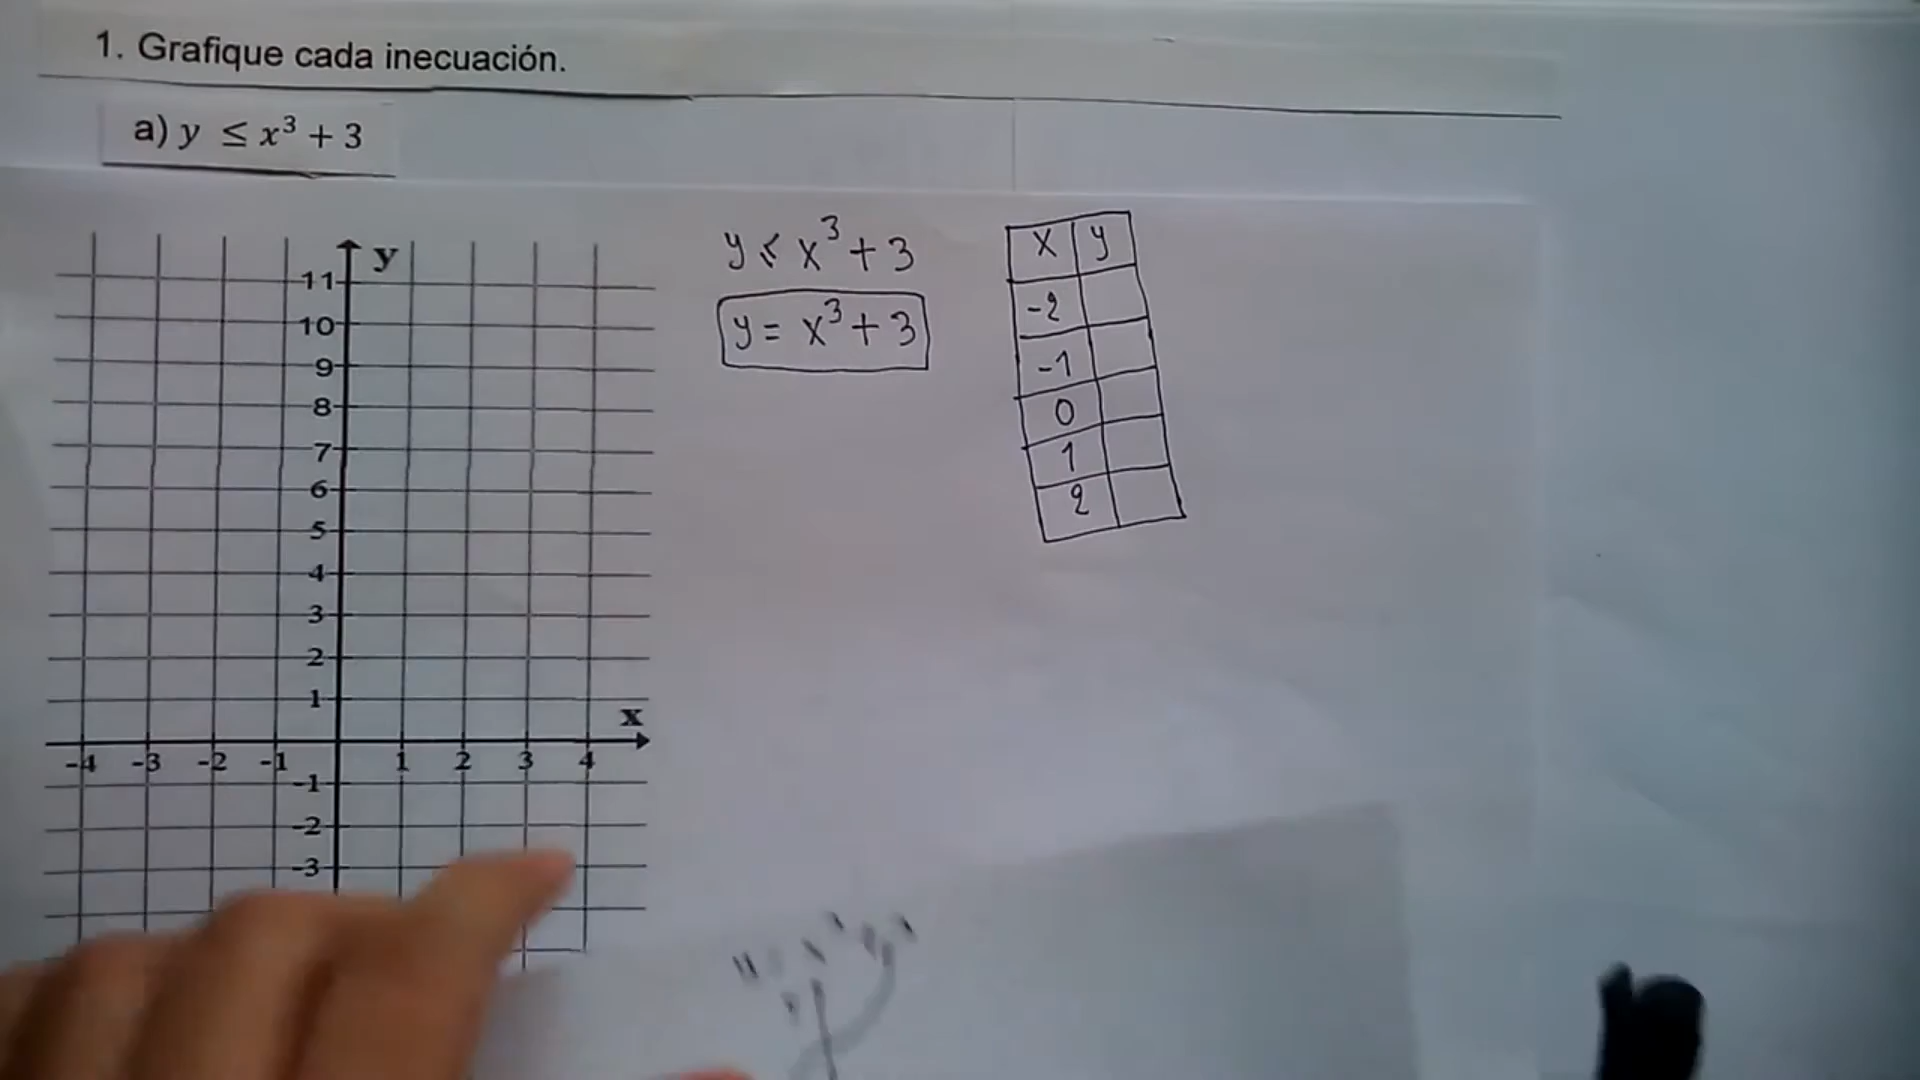 1. Grafique cada inecuación.
a) y ≤ x³ + 3
y ≤ x³ + 3
y = x³ + 3
x y
-2
-1
0
1
2
y
11
10
9
8
7
6
5
4
3
2
1
x
-4 -3 -2 -1 1 2 3 4
-1
-2
-3